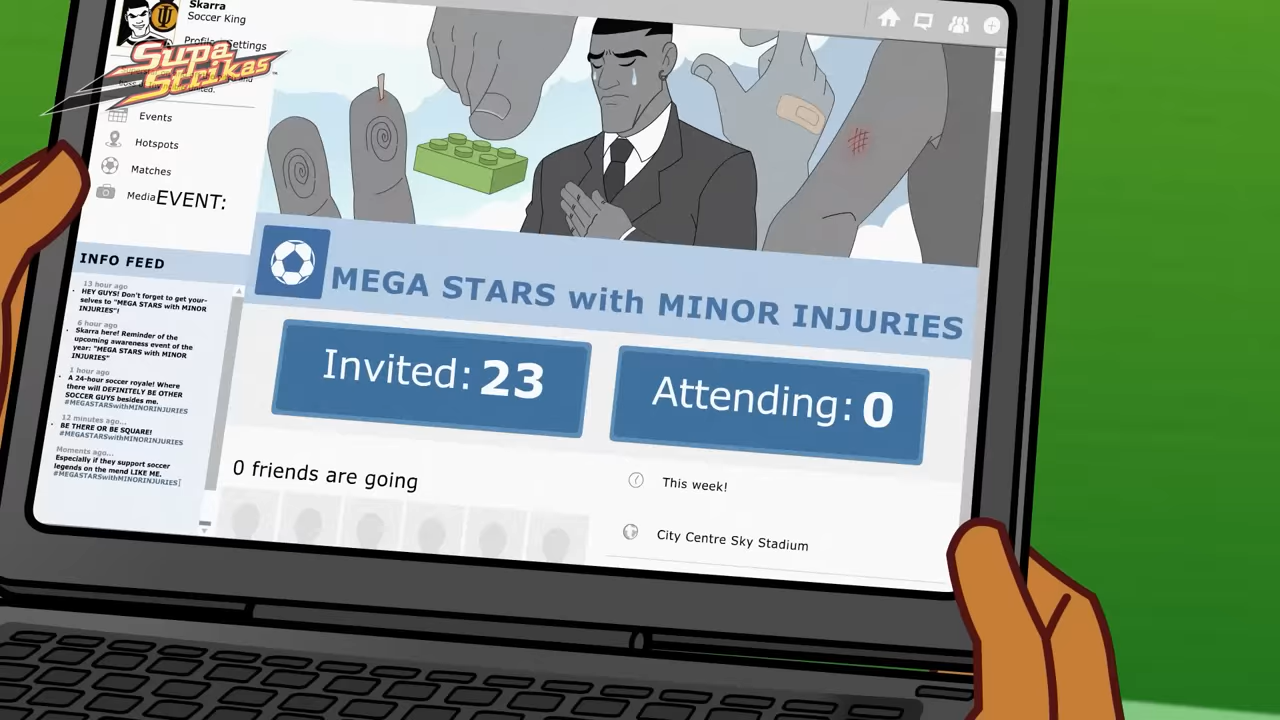 Skarra
Soccer King
Profile Settings
SUPA
STRIKAS
Events
Hotspots
Matches
Media
EVENT:
INFO FEED
13 hour ago
HEY GUYS! Don't forget to get your-
selves to "MEGA STARS with MINOR
INJURIES"!
6 hour ago
Skarra here! Reminder of the
upcoming awareness event of the
year: "MEGA STARS with MINOR
INJURIES"
1 hour ago
A 24-hour soccer royale! Where
there will DEFINITELY BE OTHER
SOCCER GUYS besides me.
#MEGASTARSwithMINORINJURIES
12 minutes ago...
BE THERE OR BE SQUARE!
#MEGASTARSwithMINORINJURIES
Moments ago...
Especially if they support soccer
legends on the mend LIKE ME.
#MEGASTARSwithMINORINJURIES
MEGA STARS with MINOR INJURIES
Invited: 23
Attending: 0
0 friends are going
This week!
City Centre Sky Stadium